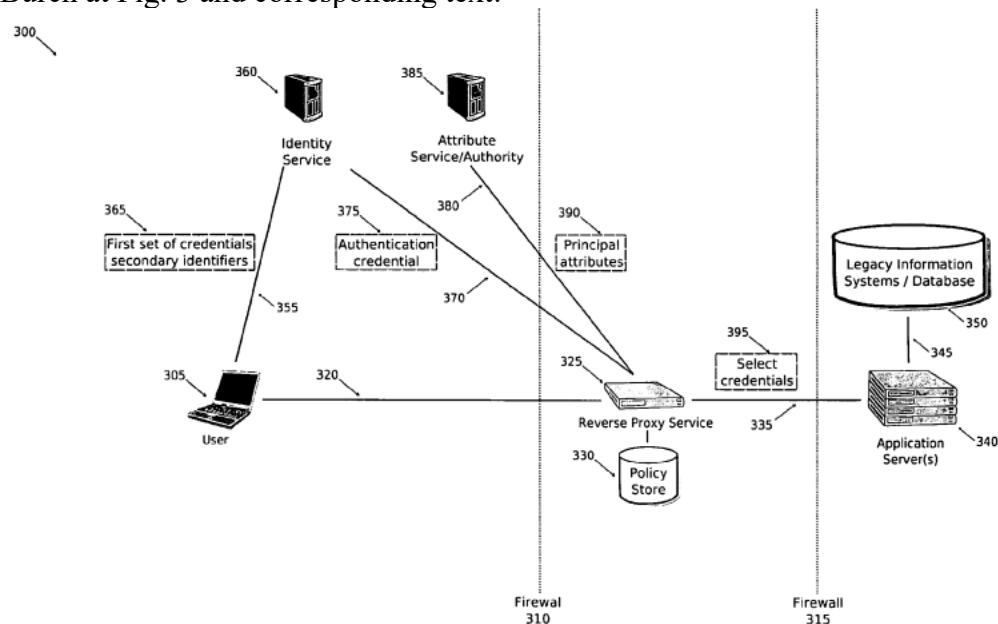 Burch at Fig. 3 and corresponding text:
300
360
385
Identity
Service
Attribute
Service/Authority
365
First set of credentials
secondary identifiers
375
Authentication
credential
380
390
Principal
attributes
370
355
Legacy Information
Systems / Database
350
395
Select
credentials
345
305
320
325
335
340
User
Reverse Proxy Service
Application
Server(s)
330
Policy
Store
Firewal
310
Firewall
315